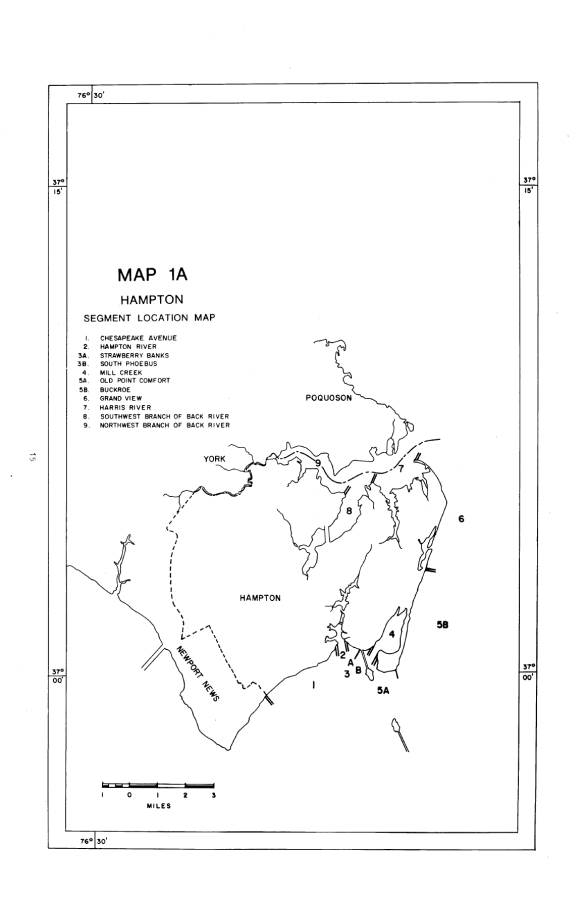 76° 30'
37°
15'
37°
15'
MAP 1A
HAMPTON
SEGMENT LOCATION MAP
1. CHESAPEAKE AVENUE
2. HAMPTON RIVER
3A. STRAWBERRY BANKS
3B. SOUTH PHOEBUS
4. MILL CREEK
5A. OLD POINT COMFORT
5B. BUCKROE
6. GRAND VIEW
7. HARRIS RIVER
8. SOUTHWEST BRANCH OF BACK RIVER
9. NORTHWEST BRANCH OF BACK RIVER
POQUOSON
15
YORK
9
7
8
6
HAMPTON
5B
4
NEWPORT NEWS
2
A
B
3
1
5A
37°
00'
37°
00'
1 0 1 2 3
MILES
76° 30'